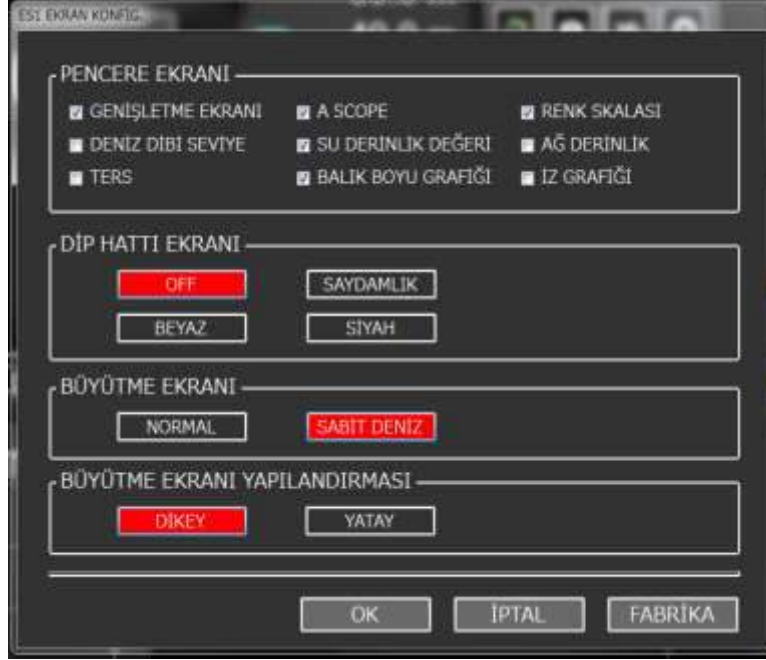 ES1 EKRAN KONFİG.
PENCERE EKRANI
GENİŞLETME EKRANI A SCOPE RENK SKALASI
DENİZ DİBİ SEVİYE SU DERİNLİK DEĞERİ AĞ DERİNLİK
TERS BALIK BOYU GRAFİĞİ İZ GRAFİĞİ
DİP HATTI EKRANI
OFF SAYDAMLIK
BEYAZ SİYAH
BÜYÜTME EKRANI
NORMAL SABİT DENİZ
BÜYÜTME EKRANI YAPILANDIRMASI
DİKEY YATAY
OK İPTAL FABRİKA